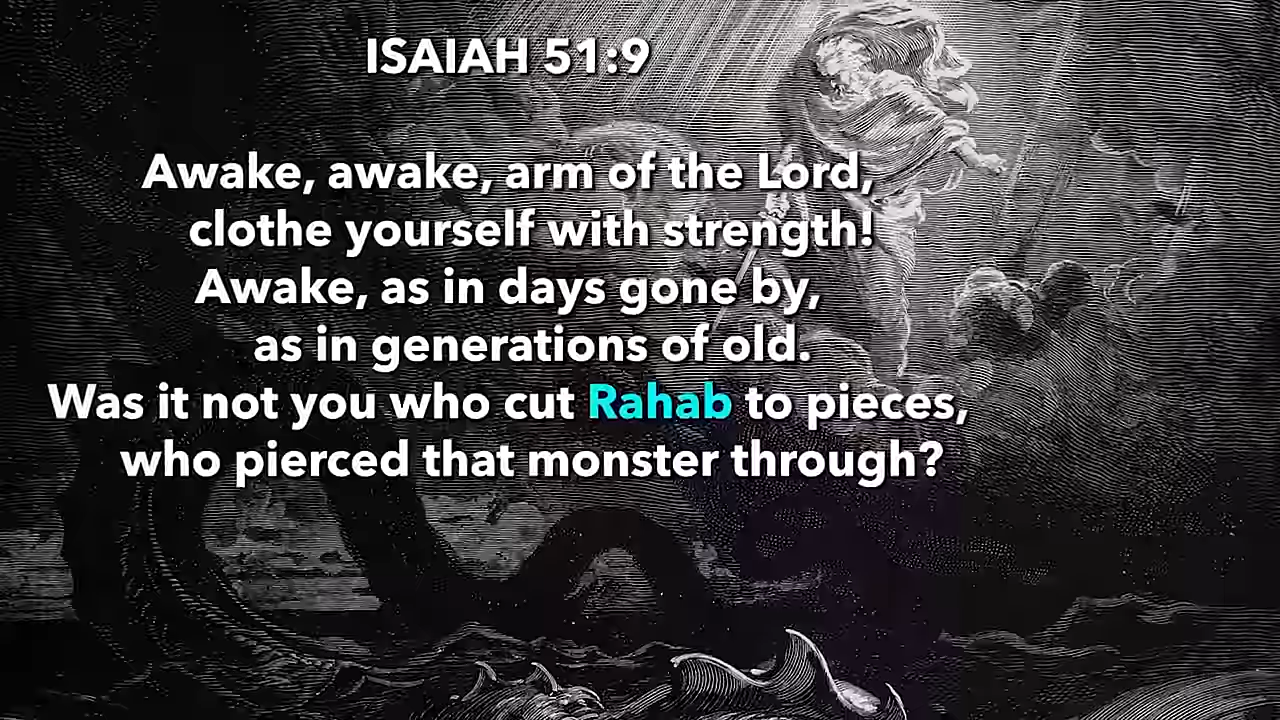 ISAIAH 51:9
Awake, awake, arm of the Lord,
clothe yourself with strength!
Awake, as in days gone by,
as in generations of old.
Was it not you who cut Rahab to pieces,
who pierced that monster through?